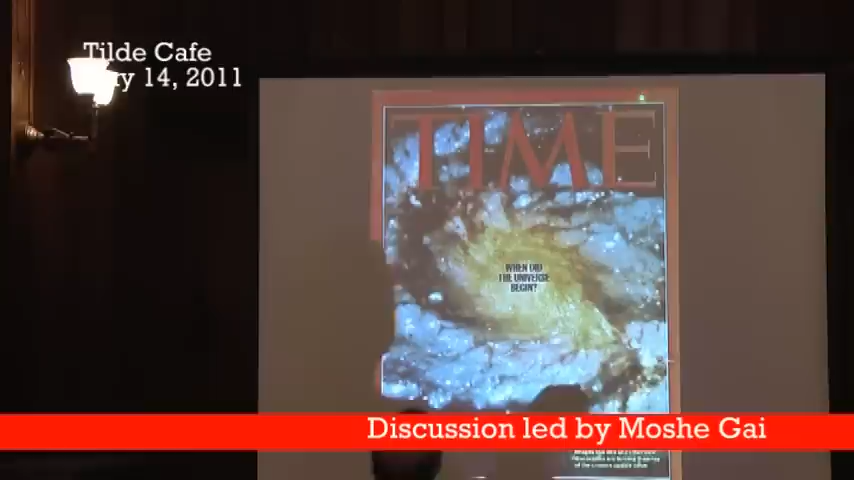 Tilde Cafe
14, 2011
TIME
WHEN DID
THE UNIVERSE
BEGIN?
Discussion led by Moshe Gai